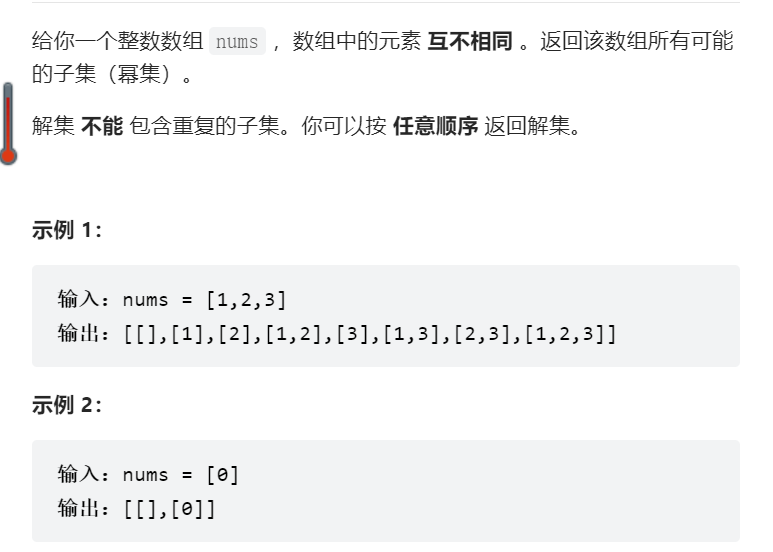 给你一个整数数组 nums ，数组中的元素 互不相同 。返回该数组所有可能
的子集（幂集）。
解集 不能 包含重复的子集。你可以按 任意顺序 返回解集。
示例 1：
输入：nums = [1,2,3]
输出：[[],[1],[2],[1,2],[3],[1,3],[2,3],[1,2,3]]
示例 2：
输入：nums = [0]
输出：[[],[0]]